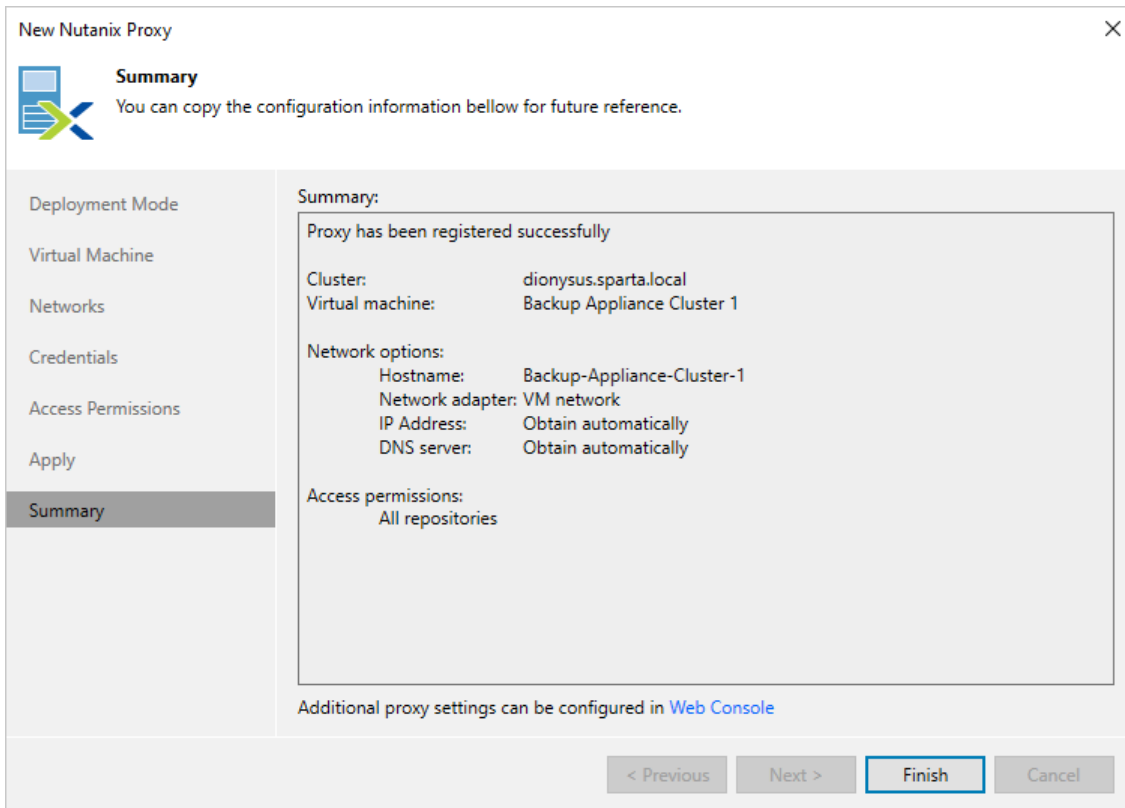 New Nutanix Proxy
Summary
You can copy the configuration information bellow for future reference.
Deployment Mode
Virtual Machine
Networks
Credentials
Access Permissions
Apply
Summary
Summary:
Proxy has been registered successfully
Cluster: dionysus.sparta.local
Virtual machine: Backup Appliance Cluster 1
Network options:
Hostname: Backup-Appliance-Cluster-1
Network adapter: VM network
IP Address: Obtain automatically
DNS server: Obtain automatically
Access permissions:
All repositories
Additional proxy settings can be configured in Web Console
< Previous
Next >
Finish
Cancel